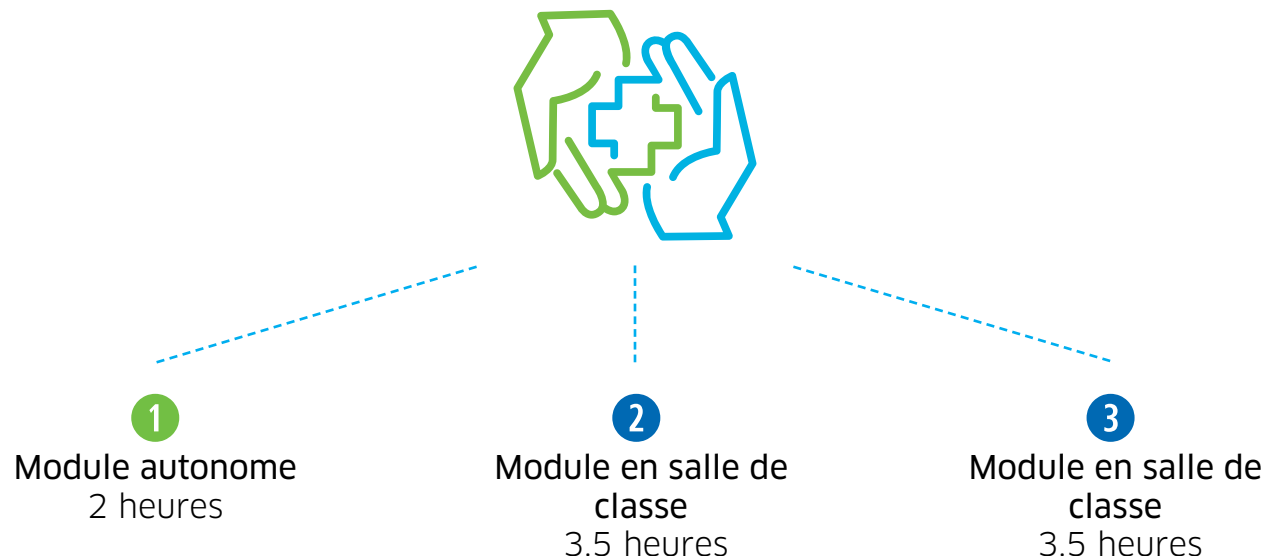 1
Module autonome
2 heures
2
Module en salle de
classe
3.5 heures
3
Module en salle de
classe
3.5 heures